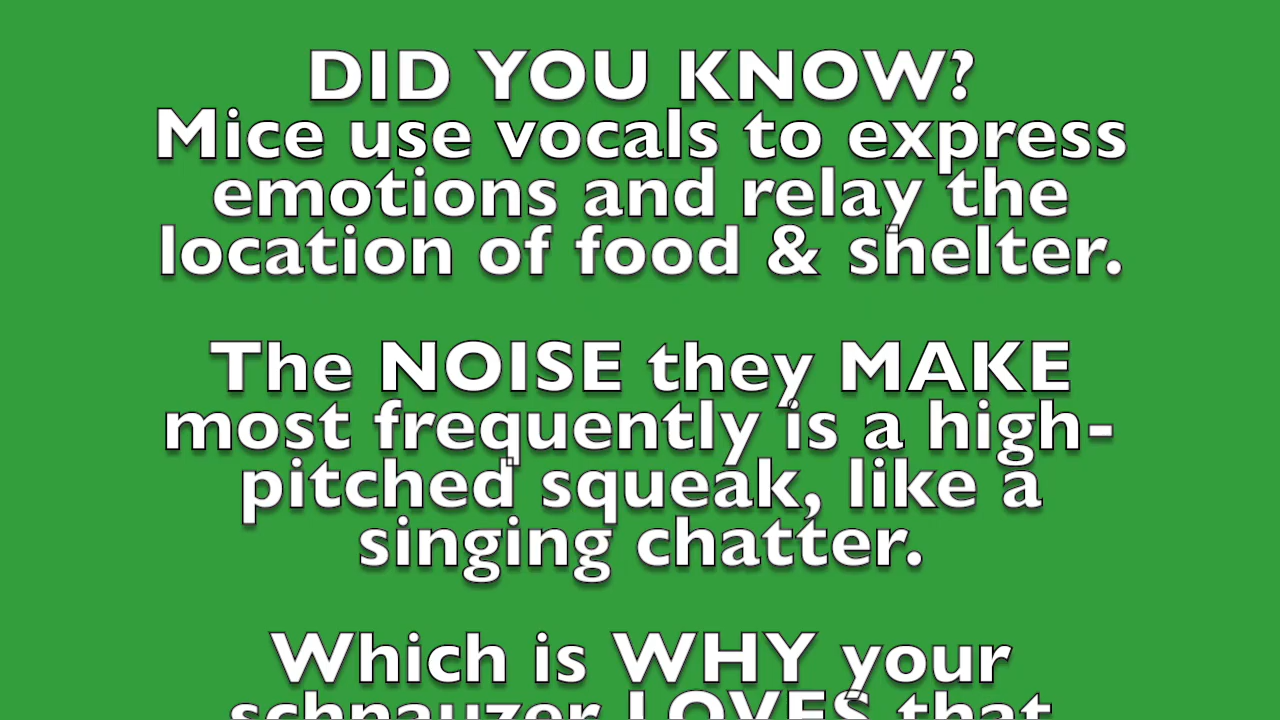 DID YOU KNOW?
Mice use vocals to express
emotions and relay the
location of food & shelter.
The NOISE they MAKE
most frequently is a high-
pitched squeak, like a
singing chatter.
Which is WHY your
schnauzer LOVES that